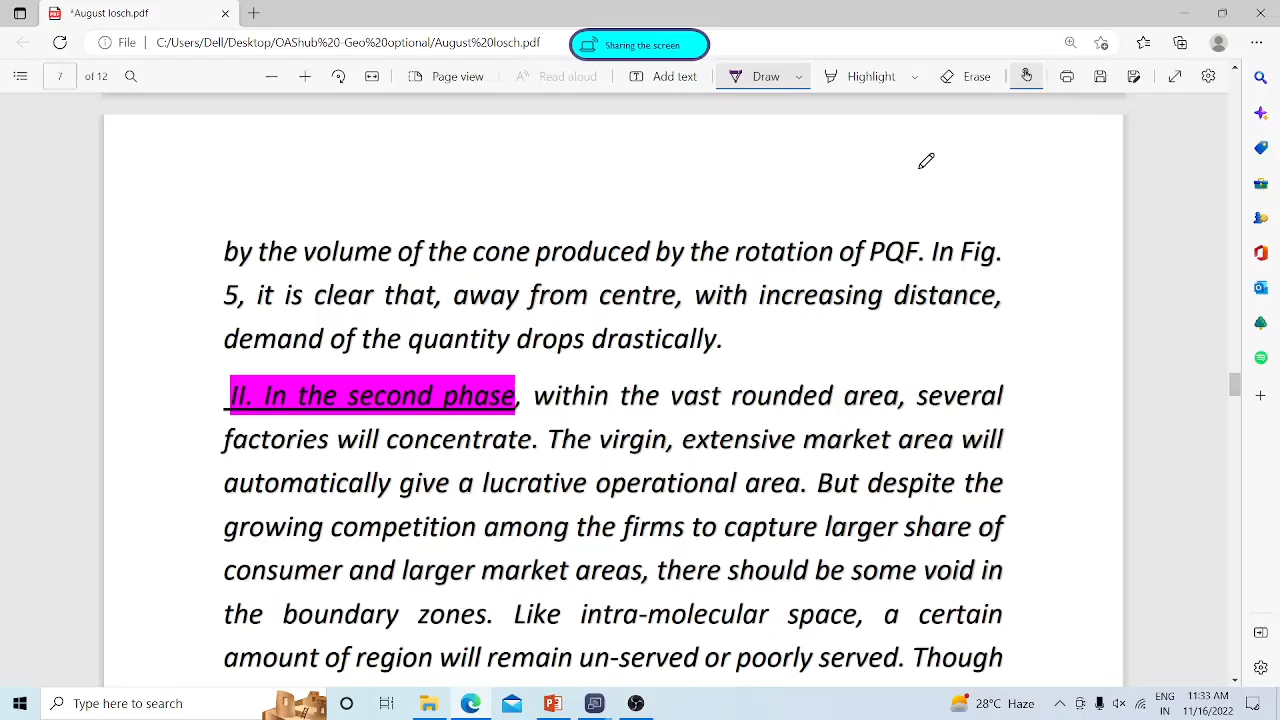 *August losch.pdf
File
C:/Users/Dell/Desktop/OAShub%20-Geo%20optional/August%20losch.pdf
Sharing the screen
7 of 12
Page view
Read aloud
Add text
Draw
Highlight
Erase
by the volume of the cone produced by the rotation of PQF. In Fig.
5, it is clear that, away from centre, with increasing distance,
demand of the quantity drops drastically.
II. In the second phase, within the vast rounded area, several
factories will concentrate. The virgin, extensive market area will
automatically give a lucrative operational area. But despite the
growing competition among the firms to capture larger share of
consumer and larger market areas, there should be some void in
the boundary zones. Like intra-molecular space, a certain
amount of region will remain un-served or poorly served. Though
Type here to search
28°C Haze
ENG
IN
11:33 AM
11/16/2022